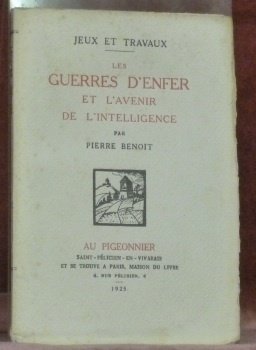 JEUX ET TRAVAUX
LES
GUERRES D'ENFER
ET L'AVENIR
DE L'INTELLIGENCE
PAR
PIERRE BENOIT
AU PIGEONNIER
SAINT-FÉLICIEN-EN-VIVARAIS
ET SE TROUVE A PARIS, MAISON DU LIVRE
4, RUE FÉLIBIEN, 4
1925